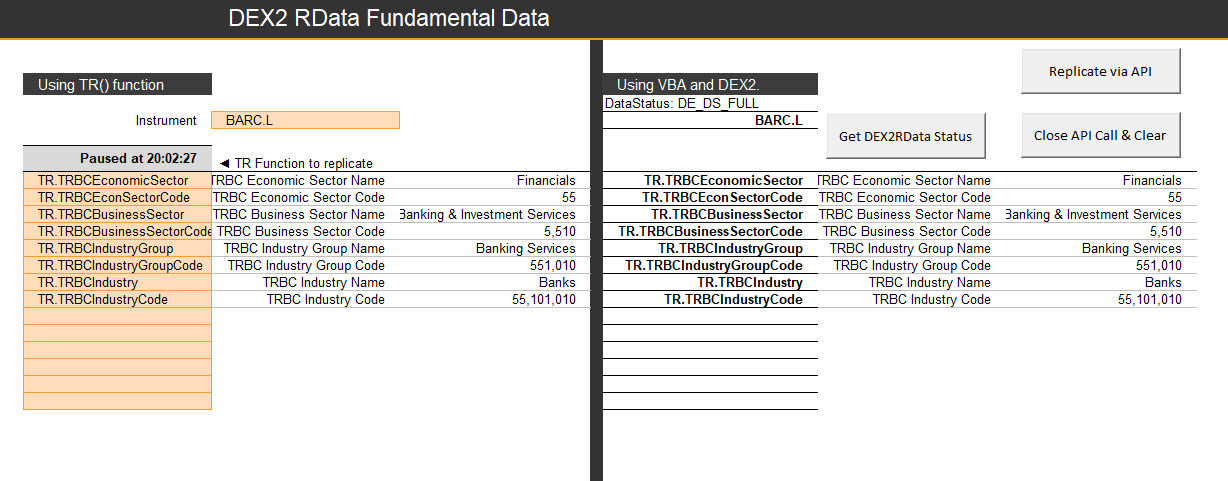 DEX2 RData Fundamental Data
Using TR() function
Instrument BARC.L
Paused at 20:02:27 ◄ TR Function to replicate
TR.TRBCEconomicSector TRBC Economic Sector Name Financials
TR.TRBCEconSectorCode TRBC Economic Sector Code 55
TR.TRBCBusinessSector TRBC Business Sector Name Banking & Investment Services
TR.TRBCBusinessSectorCode TRBC Business Sector Code 5,510
TR.TRBCIndustryGroup TRBC Industry Group Name Banking Services
TR.TRBCIndustryGroupCode TRBC Industry Group Code 551,010
TR.TRBCIndustry TRBC Industry Name Banks
TR.TRBCIndustryCode TRBC Industry Code 55,101,010
Replicate via API
Using VBA and DEX2.
DataStatus: DE_DS_FULL
BARC.L
Get DEX2RData Status
Close API Call & Clear
TR.TRBCEconomicSector TRBC Economic Sector Name Financials
TR.TRBCEconSectorCode TRBC Economic Sector Code 55
TR.TRBCBusinessSector TRBC Business Sector Name Banking & Investment Services
TR.TRBCBusinessSectorCode TRBC Business Sector Code 5,510
TR.TRBCIndustryGroup TRBC Industry Group Name Banking Services
TR.TRBCIndustryGroupCode TRBC Industry Group Code 551,010
TR.TRBCIndustry TRBC Industry Name Banks
TR.TRBCIndustryCode TRBC Industry Code 55,101,010